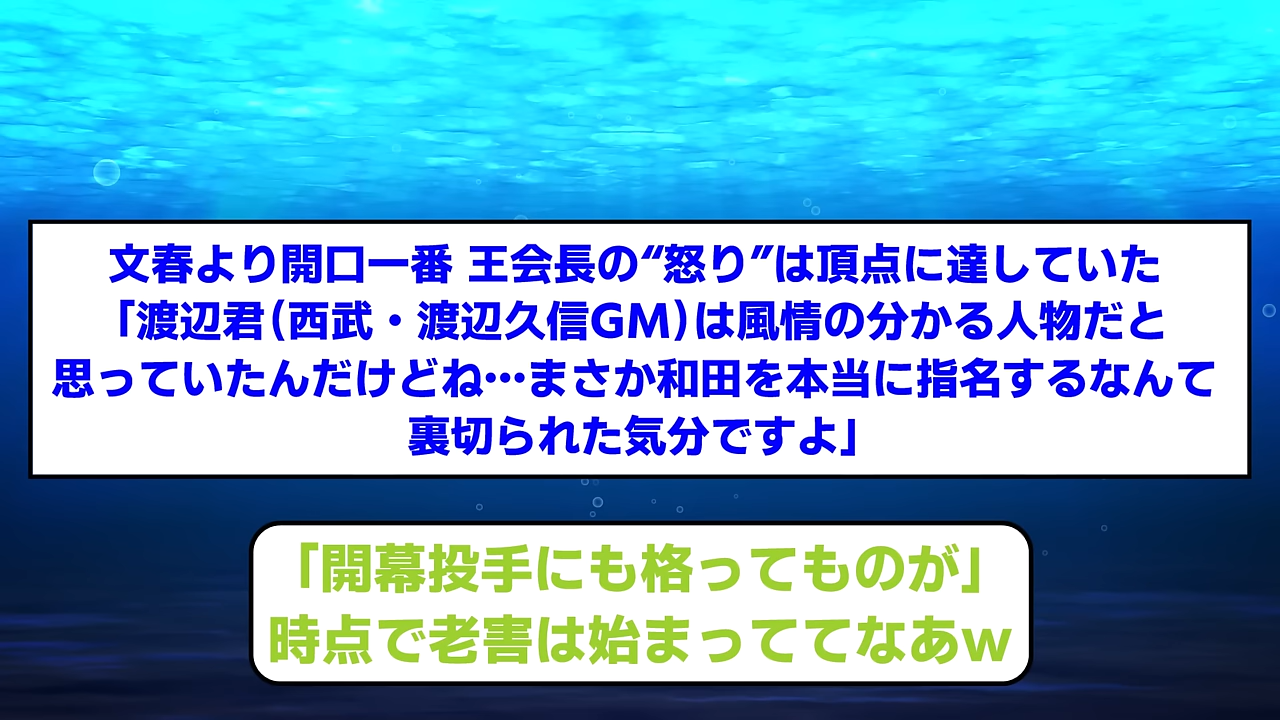 文春より開口一番 王会長の“怒り”は頂点に達していた
「渡辺君(西武・渡辺久信GM)は風情の分かる人物だと
思っていたんだけどね…まさか和田を本当に指名するなんて
裏切られた気分ですよ」
「開幕投手にも格ってものが」
時点で老害は始まっててなあw